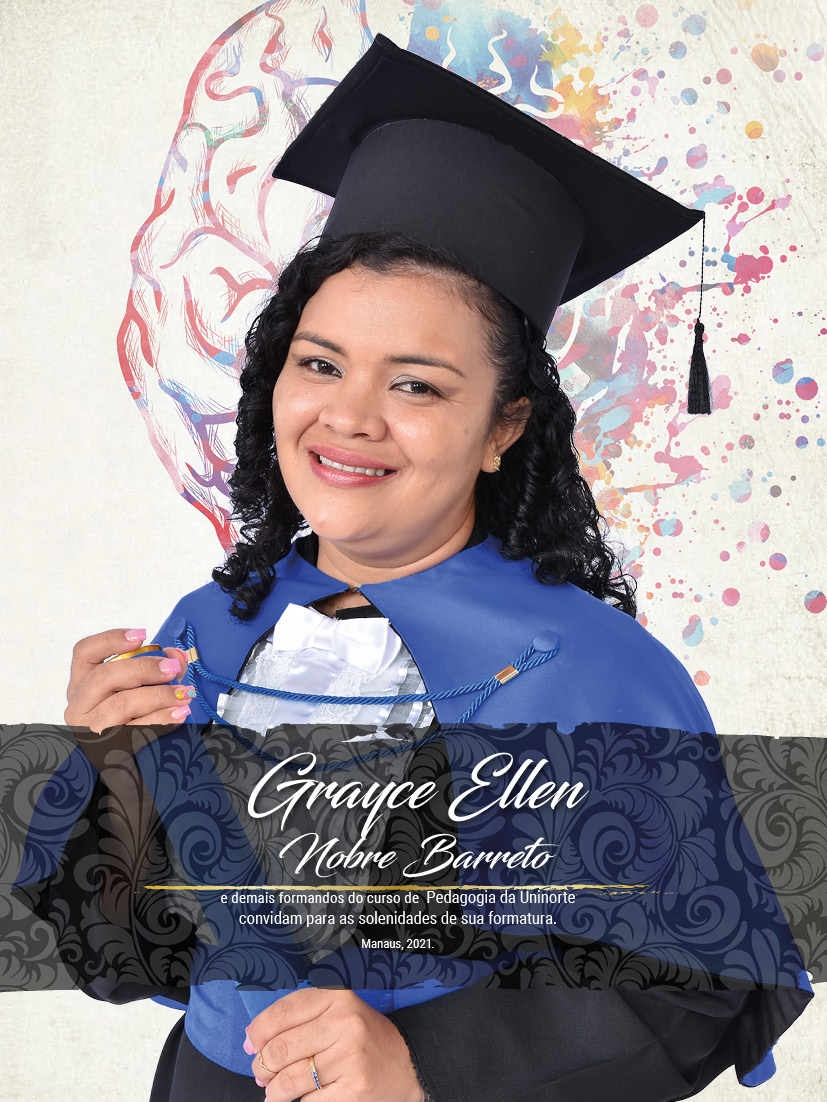 Grayce Ellen
Nobre Barreto
e demais formandos do curso de Pedagogia da Uninorte
convidam para as solenidades de sua formatura.
Manaus, 2021.